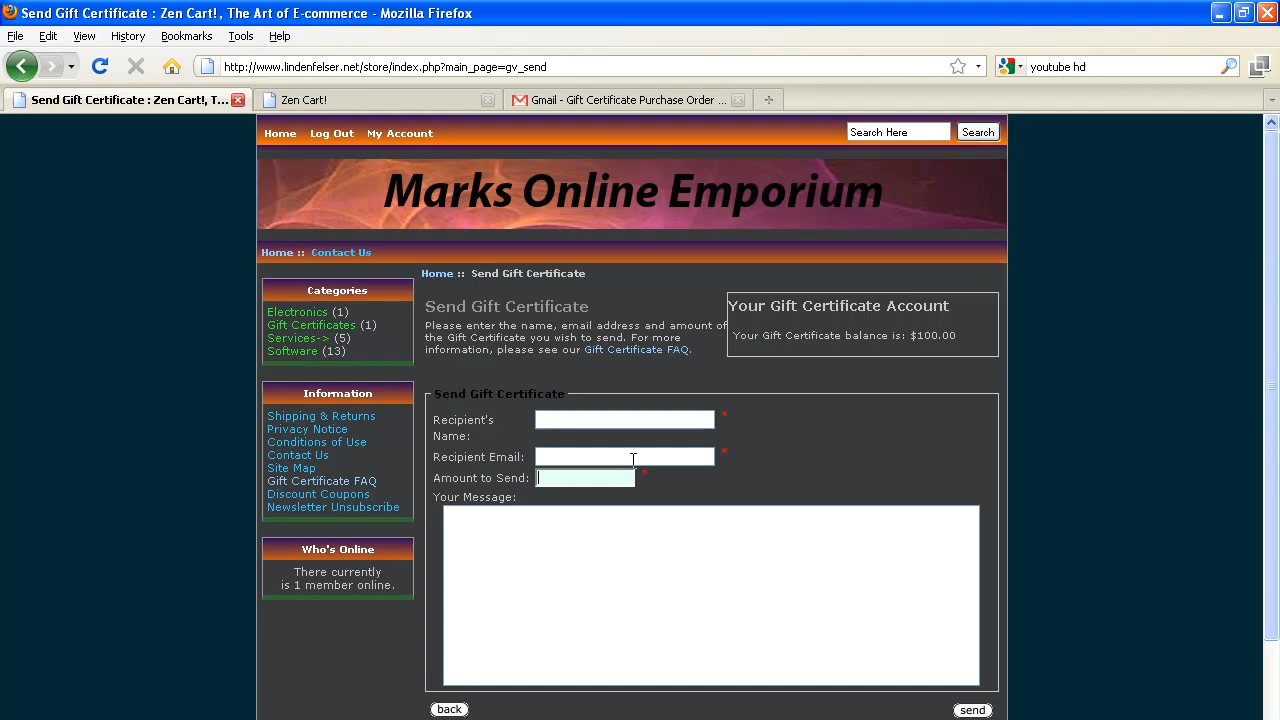 Send Gift Certificate : Zen Cart! , The Art of E-commerce - Mozilla Firefox
File Edit View History Bookmarks Tools Help
http://www.lindenfelser.net/store/index.php?main_page=gv_send
youtube hd
Send Gift Certificate : Zen Cart!, T...
Zen Cart!
Gmail - Gift Certificate Purchase Order ...
Home Log Out My Account
Search Here
Search
Marks Online Emporium
Home :: Contact Us
Home :: Send Gift Certificate
Categories
Electronics (1)
Gift Certificates (1)
Services-> (5)
Software (13)
Information
Shipping & Returns
Privacy Notice
Conditions of Use
Contact Us
Site Map
Gift Certificate FAQ
Discount Coupons
Newsletter Unsubscribe
Who's Online
There currently
is 1 member online.
Send Gift Certificate
Please enter the name, email address and amount of
the Gift Certificate you wish to send. For more
information, please see our Gift Certificate FAQ.
Your Gift Certificate Account
Your Gift Certificate balance is: $100.00
Send Gift Certificate
Recipient's
Name: *
Recipient Email: *
Amount to Send: *
Your Message:
back
send